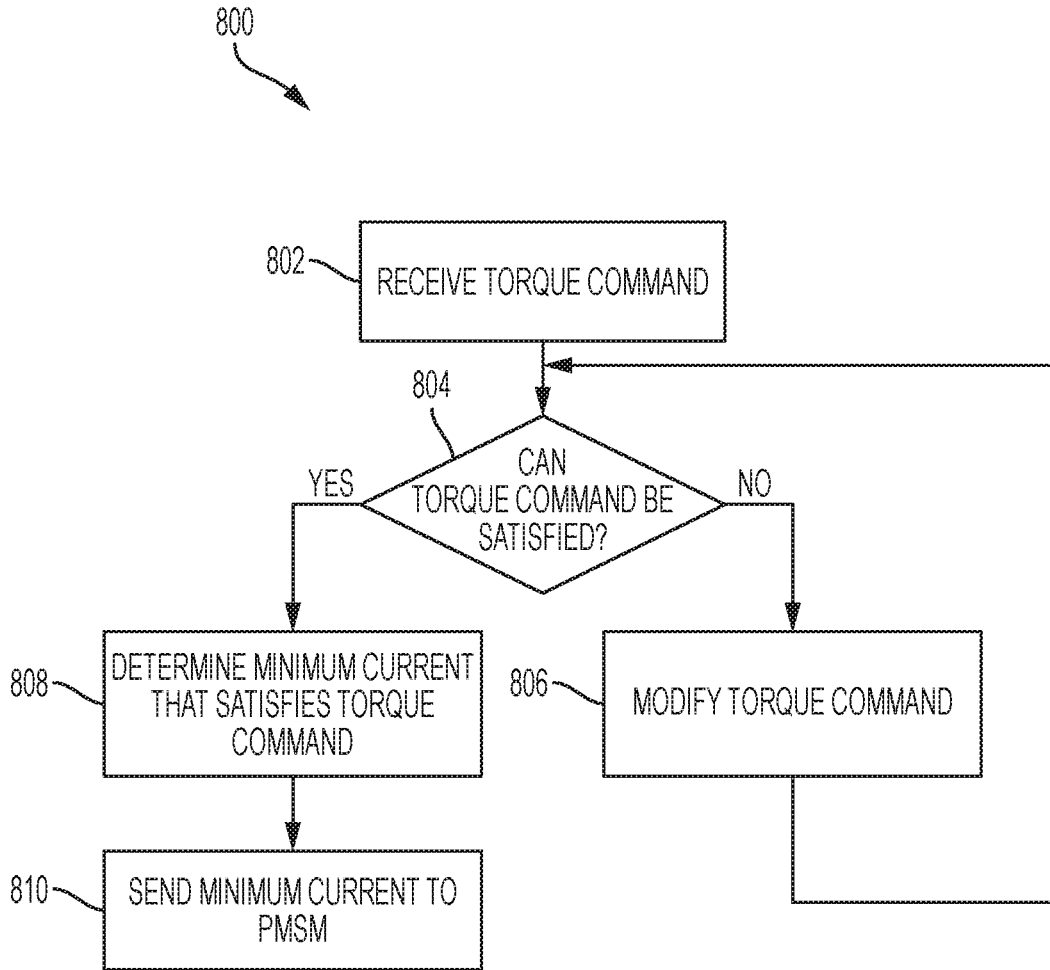 800
802
RECEIVE TORQUE COMMAND
804
CAN
TORQUE COMMAND BE
SATISFIED?
YES
NO
808
DETERMINE MINIMUM CURRENT
THAT SATISFIES TORQUE
COMMAND
806
MODIFY TORQUE COMMAND
810
SEND MINIMUM CURRENT TO
PMSM